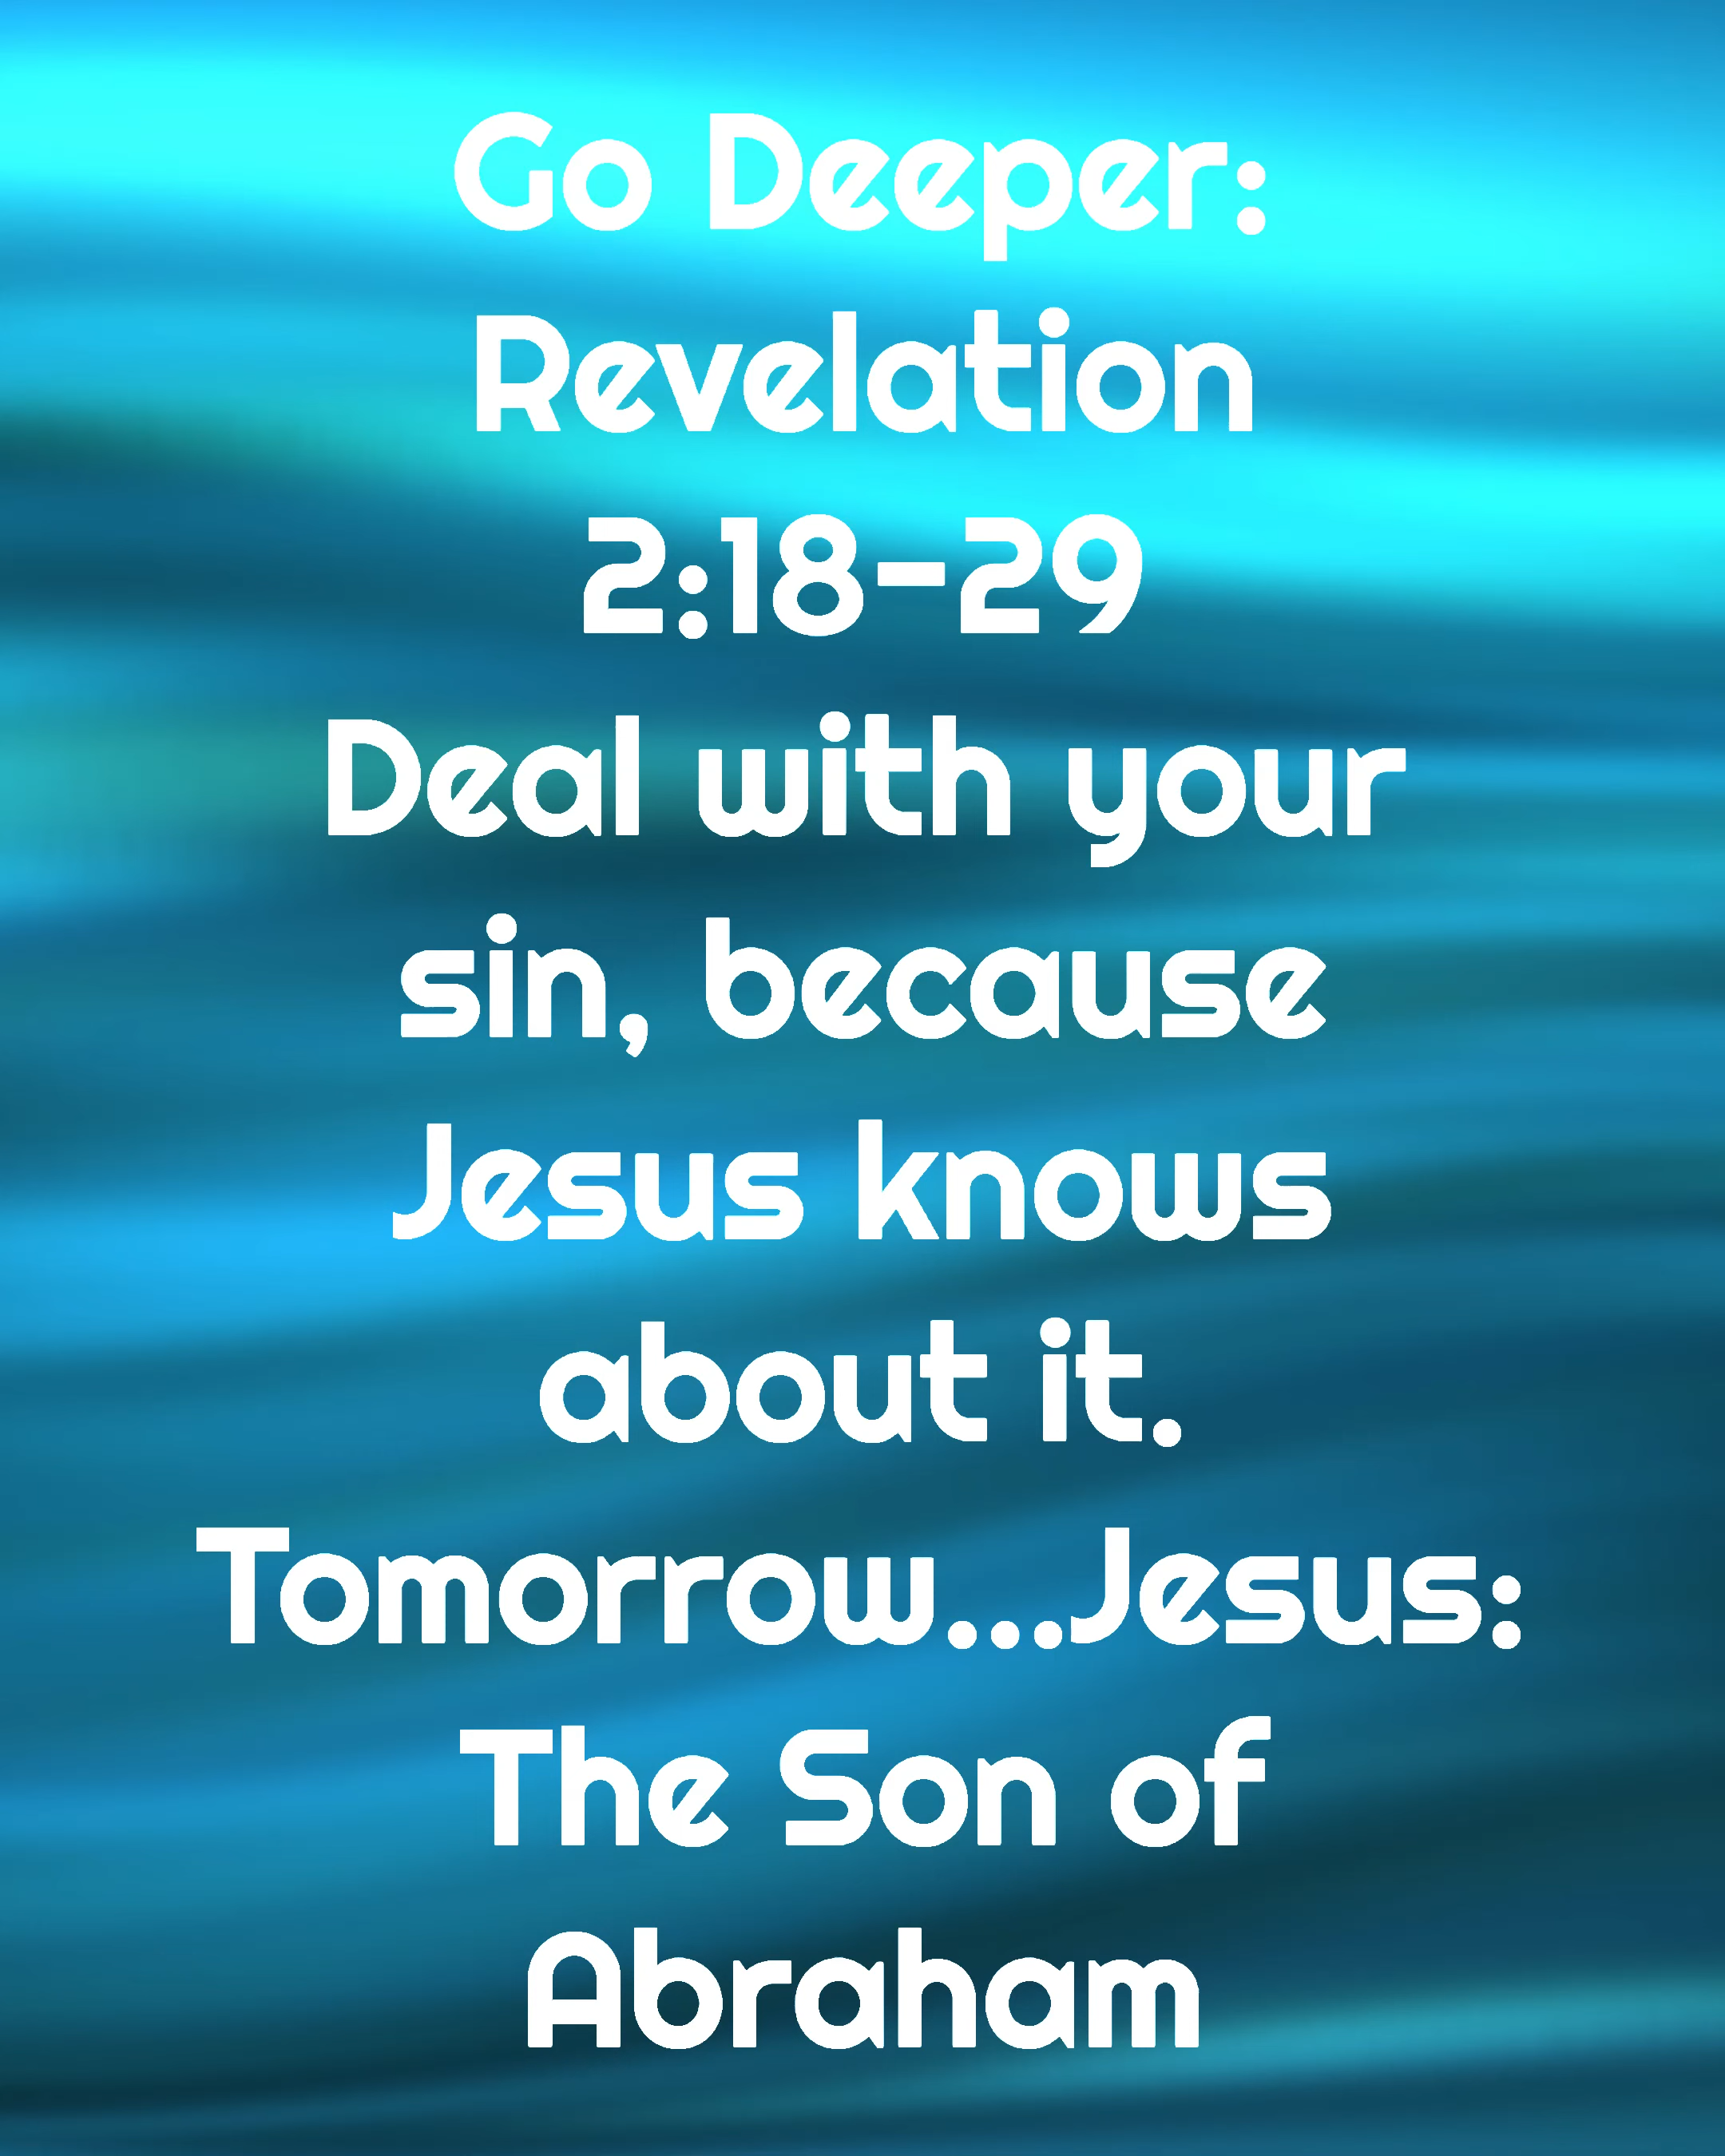 Go Deeper:
Revelation
2:18-29
Deal with your
sin, because
Jesus knows
about it.
Tomorrow...Jesus:
The Son of
Abraham